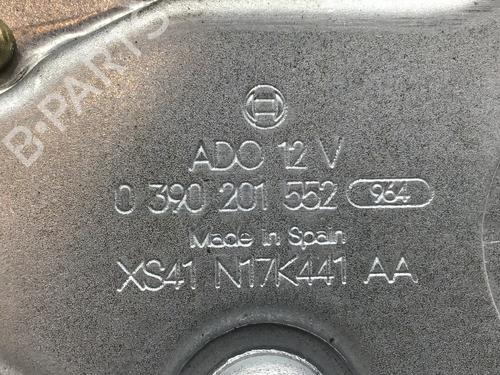 B-PARTS
ADO 12 V
0 390 201 552 964
Made in Spain
XS41 N17K441 AA